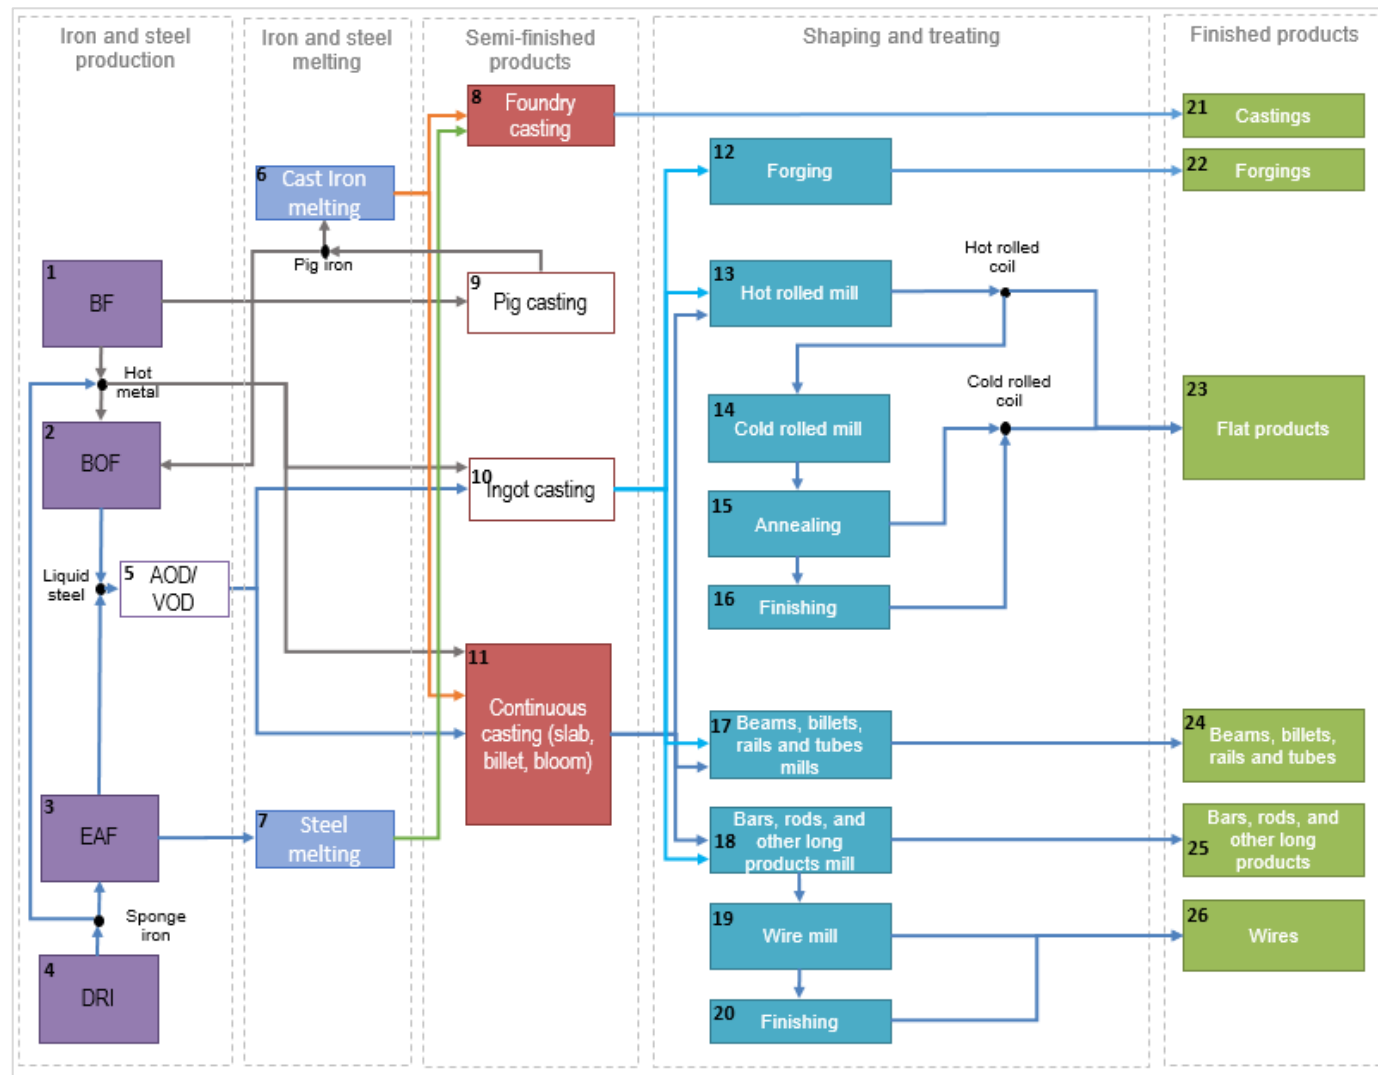 Iron and steel
production
Iron and steel
melting
Semi-finished
products
Shaping and treating
Finished products
1
BF
Hot
metal
2
BOF
Liquid
steel
5
AOD/
VOD
3
EAF
Sponge
iron
4
DRI
6
Cast Iron
melting
Pig iron
7
Steel
melting
8
Foundry
casting
9
Pig casting
10
Ingot casting
11
Continuous
casting (slab,
billet, bloom)
12
Forging
13
Hot rolled mill
Hot rolled
coil
14
Cold rolled mill
Cold rolled
coil
15
Annealing
16
Finishing
17
Beams, billets,
rails and tubes
mills
18
Bars, rods, and
other long
products mill
19
Wire mill
20
Finishing
21
Castings
22
Forgings
23
Flat products
24
Beams, billets,
rails and tubes
25
Bars, rods, and
other long
products
26
Wires